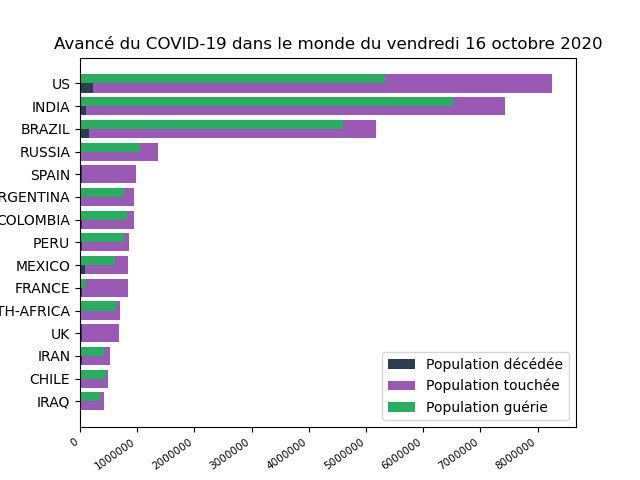 Avancé du COVID-19 dans le monde du vendredi 16 octobre 2020
US
INDIA
BRAZIL
RUSSIA
SPAIN
RGENTINA
COLOMBIA
PERU
MEXICO
FRANCE
TH-AFRICA
UK
IRAN
CHILE
IRAQ
Population décédée
Population touchée
Population guérie
0 1000000 2000000 3000000 4000000 5000000 6000000 7000000 8000000